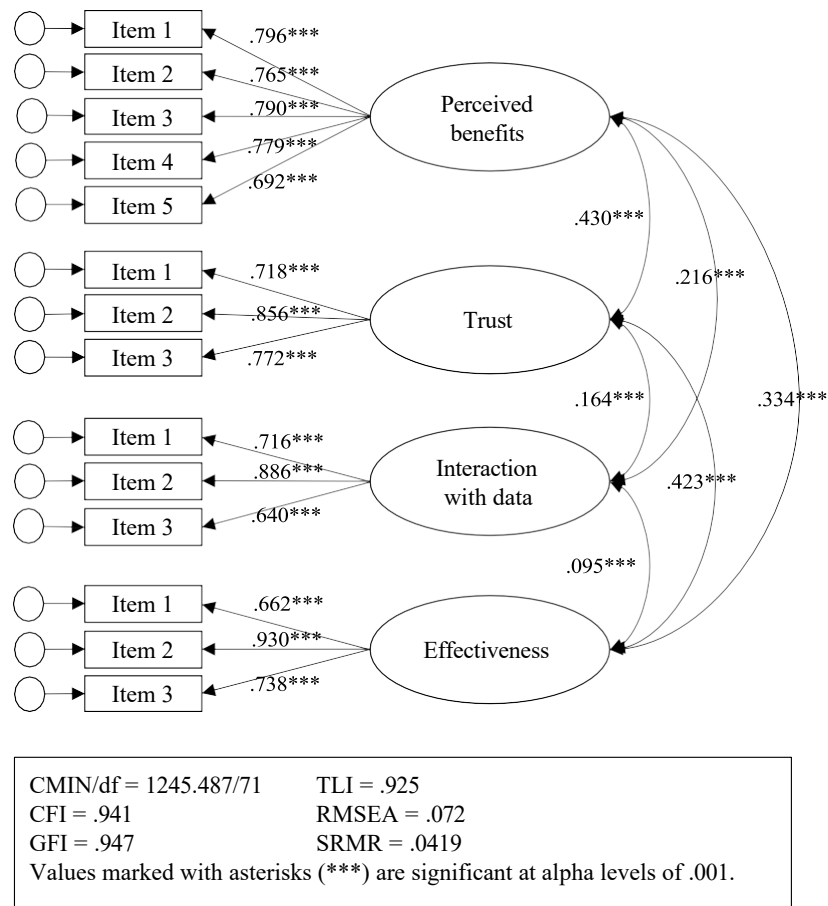 Item 1
.796***
Item 2
.765***
Item 3
.790***
Item 4
.779***
Item 5
.692***
Perceived
benefits
.430***
.216***
Item 1
.718***
Item 2
.856***
Item 3
.772***
Trust
.164***
.334***
Item 1
.716***
Item 2
.886***
Item 3
.640***
Interaction
with data
.423***
.095***
Item 1
.662***
Item 2
.930***
Item 3
.738***
Effectiveness
CMIN/df = 1245.487/71 TLI = .925
CFI = .941 RMSEA = .072
GFI = .947 SRMR = .0419
Values marked with asterisks (***) are significant at alpha levels of .001.